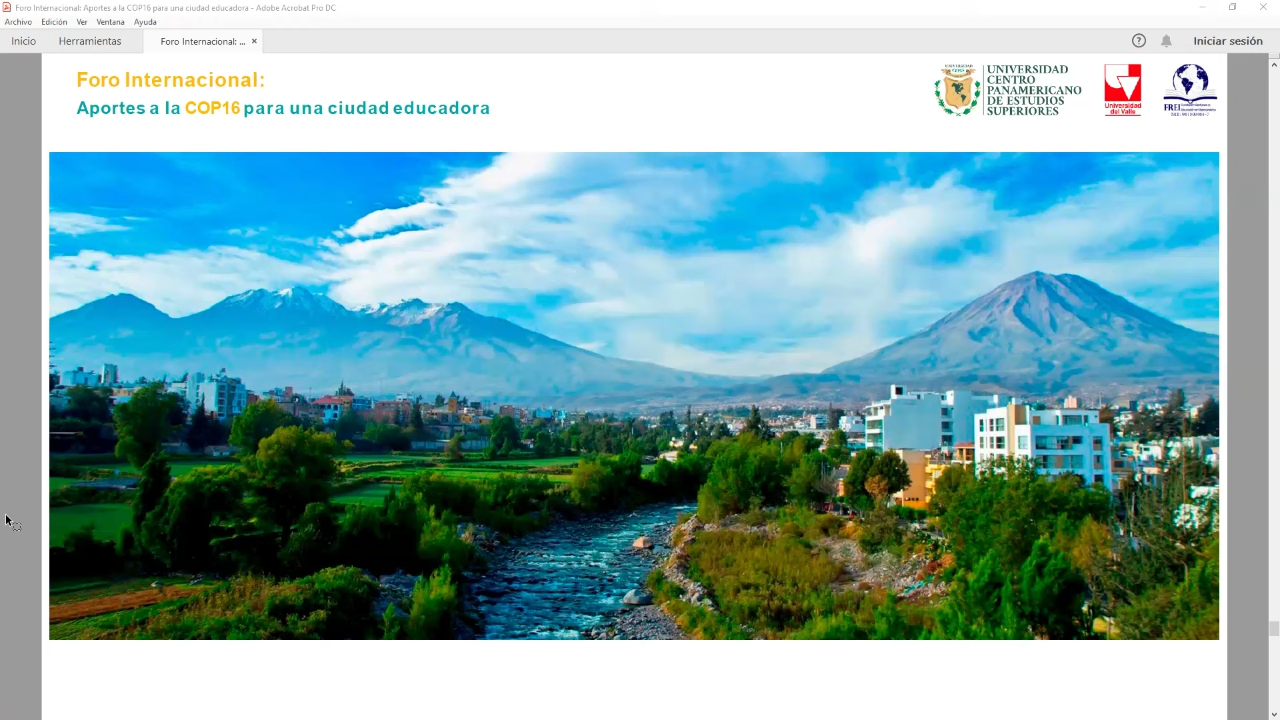 Foro Internacional: Aportes a la COP16 para una ciudad educadora - Adobe Acrobat Pro DC
Archivo Edición Ver Ventana Ayuda
Inicio Herramientas Foro Internacional: ... × Iniciar sesión
Foro Internacional:
Aportes a la COP16 para una ciudad educadora
UNIVERSIDAD
CENTRO
PANAMERICANO
DE ESTUDIOS
SUPERIORES
Universidad
del Valle
FREI